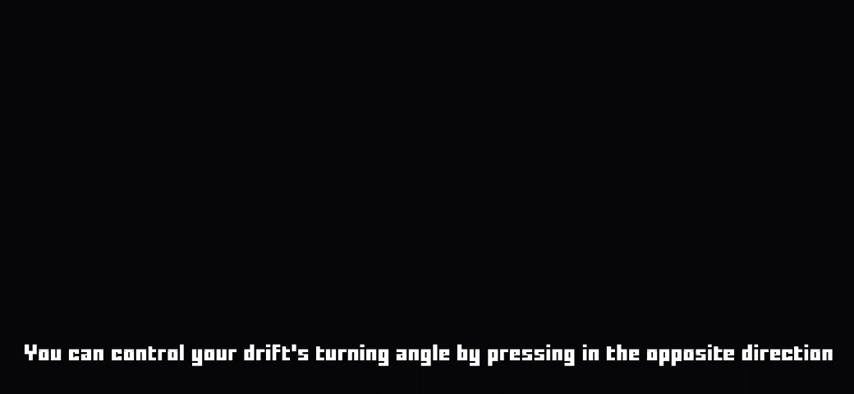 You can control your drift's turning angle by pressing in the opposite direction